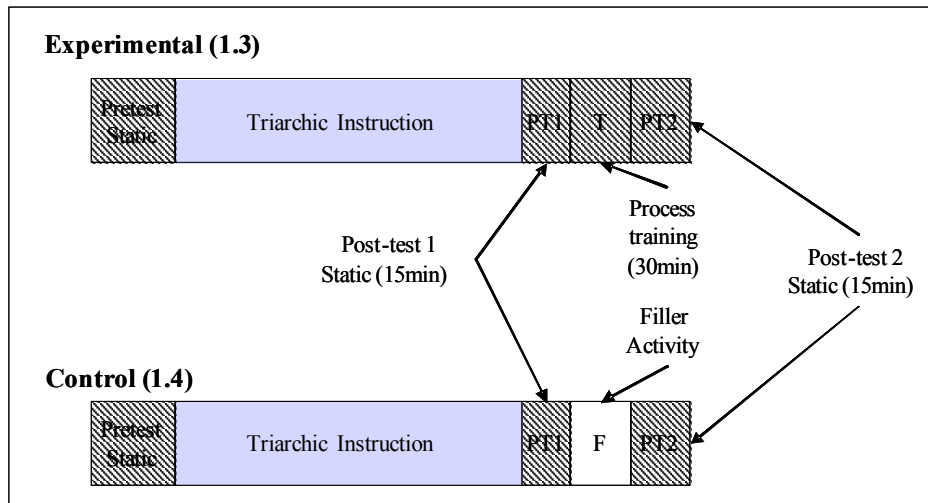 Experimental (1.3)
Pretest
Static
Triarchic Instruction
PT1
T
PT2
Post-test 1
Static (15min)
Process
training
(30min)
Post-test 2
Static (15min)
Filler
Activity
Control (1.4)
Pretest
Static
Triarchic Instruction
PT1
F
PT2